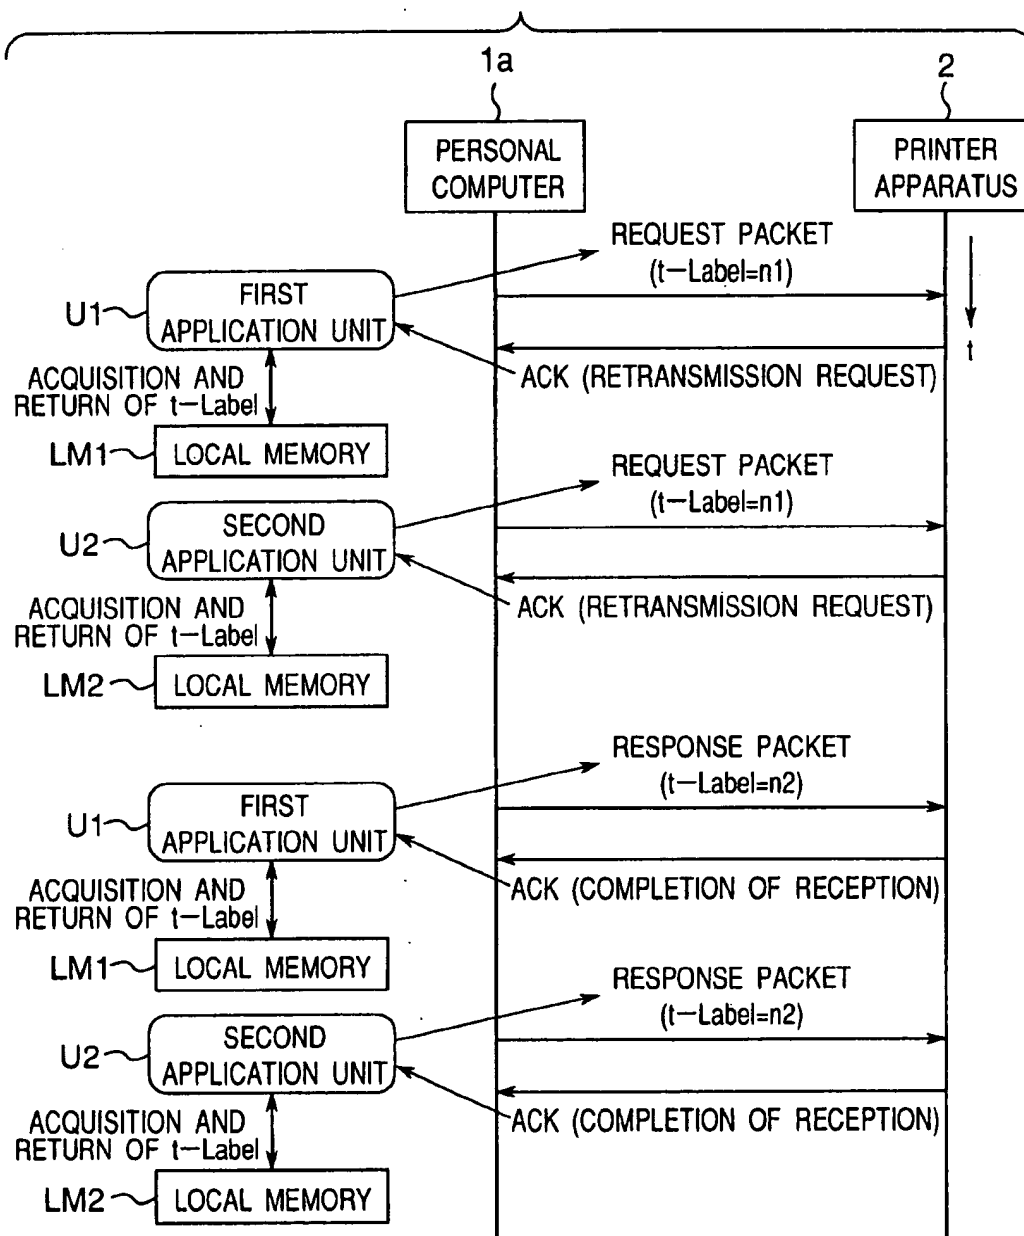 1a
2
PERSONAL
COMPUTER
PRINTER
APPARATUS
REQUEST PACKET
(t-Label=n1)
U1
FIRST
APPLICATION UNIT
t
ACK (RETRANSMISSION REQUEST)
ACQUISITION AND
RETURN OF t-Label
LM1
LOCAL MEMORY
REQUEST PACKET
(t-Label=n1)
U2
SECOND
APPLICATION UNIT
ACK (RETRANSMISSION REQUEST)
ACQUISITION AND
RETURN OF t-Label
LM2
LOCAL MEMORY
RESPONSE PACKET
(t-Label=n2)
U1
FIRST
APPLICATION UNIT
ACK (COMPLETION OF RECEPTION)
ACQUISITION AND
RETURN OF t-Label
LM1
LOCAL MEMORY
RESPONSE PACKET
(t-Label=n2)
U2
SECOND
APPLICATION UNIT
ACK (COMPLETION OF RECEPTION)
ACQUISITION AND
RETURN OF t-Label
LM2
LOCAL MEMORY